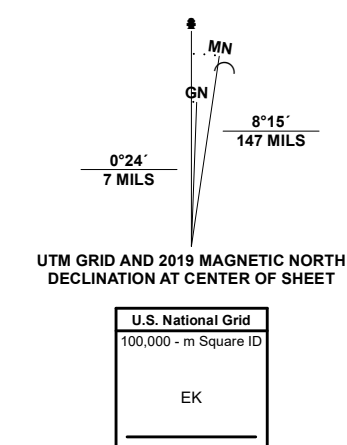 MN
GN
8°15´
147 MILS
0°24´
7 MILS
UTM GRID AND 2019 MAGNETIC NORTH
DECLINATION AT CENTER OF SHEET
U.S. National Grid
100,000 - m Square ID
EK